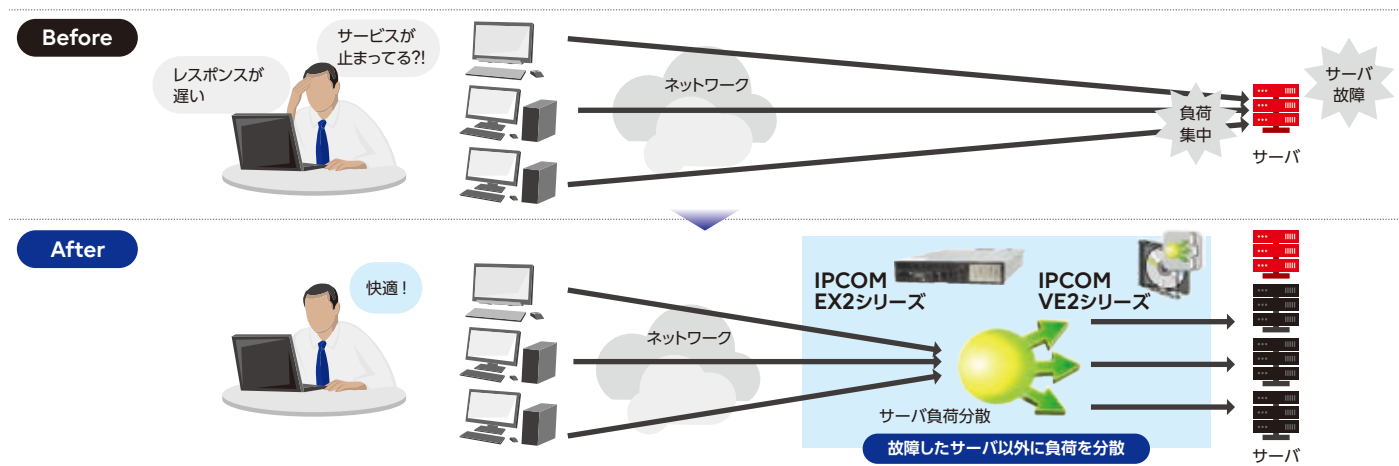 Before
サービスが
止まってる?!
レスポンスが
遅い
ネットワーク
負荷
集中
サーバ
故障
サーバ
After
快適！
ネットワーク
IPCOM
EX2シリーズ
IPCOM
VE2シリーズ
サーバ負荷分散
故障したサーバ以外に負荷を分散
サーバ